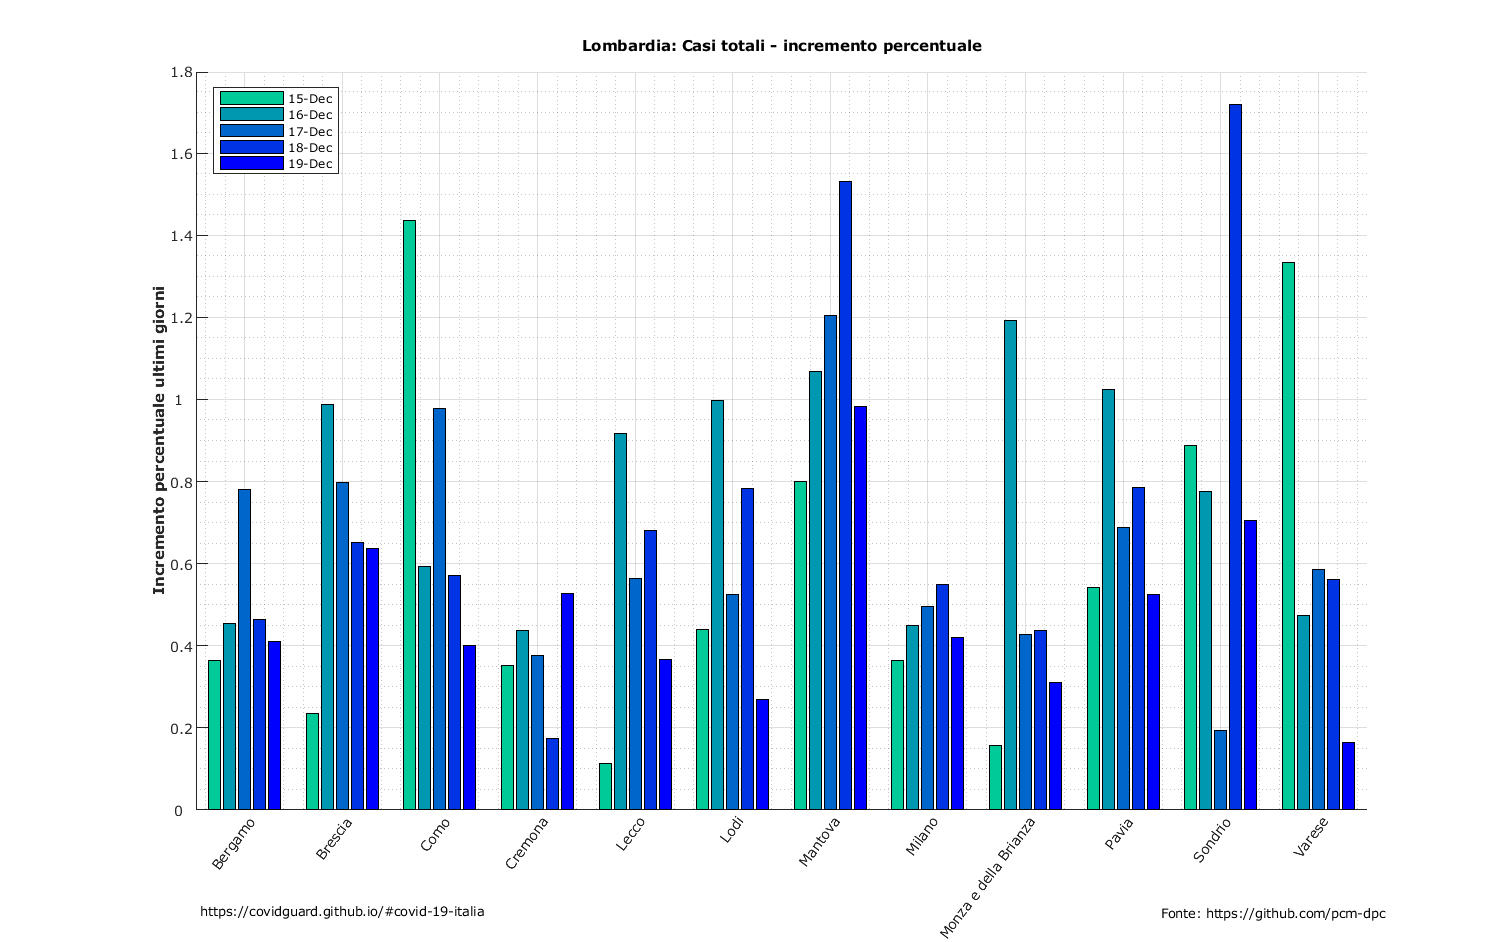 Lombardia: Casi totali - incremento percentuale
Incremento percentuale ultimi giorni
1.8
1.6
1.4
1.2
1
0.8
0.6
0.4
0.2
0
15-Dec
16-Dec
17-Dec
18-Dec
19-Dec
Bergamo
Brescia
Como
Cremona
Lecco
Lodi
Mantova
Milano
Monza e della Brianza
Pavia
Sondrio
Varese
https://covidguard.github.io/#covid-19-italia
Fonte: https://github.com/pcm-dpc